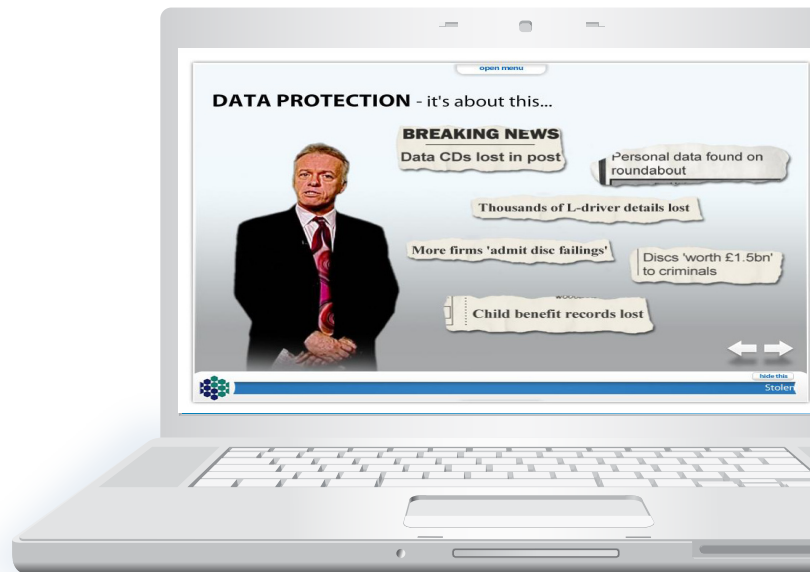 open menu
DATA PROTECTION - it's about this...
BREAKING NEWS
Data CDs lost in post
Personal data found on
roundabout
Thousands of L-driver details lost
More firms 'admit disc failings'
Discs 'worth £1.5bn'
to criminals
Child benefit records lost
hide this
Stolen